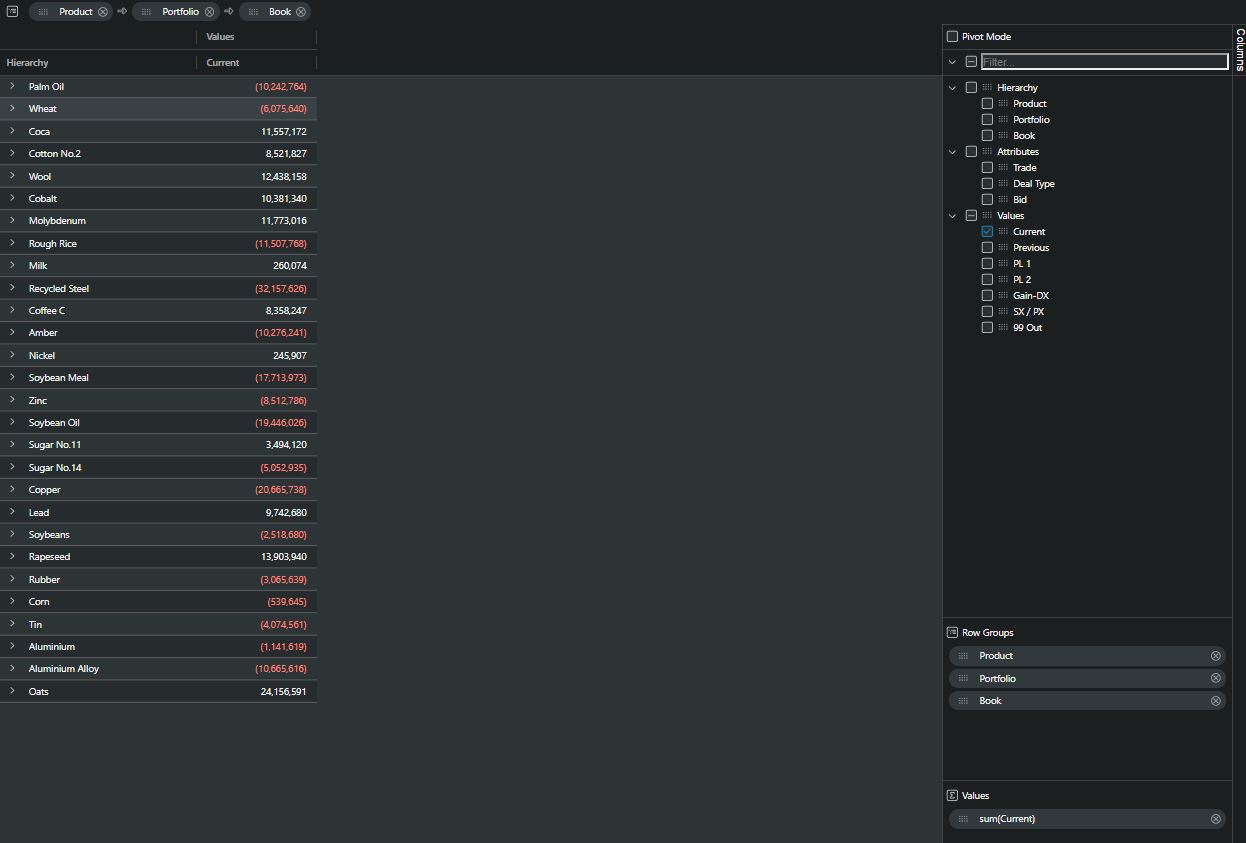 Product Portfolio Book
Values
Hierarchy Current
Palm Oil (10,242,764)
Wheat (6,075,640)
Coca 11,557,172
Cotton No.2 8,521,827
Wool 12,438,158
Cobalt 10,381,340
Molybdenum 11,773,016
Rough Rice (11,507,768)
Milk 260,074
Recycled Steel (32,157,626)
Coffee C 8,358,247
Amber (10,276,241)
Nickel 245,907
Soybean Meal (17,713,973)
Zinc (8,512,786)
Soybean Oil (19,446,026)
Sugar No.11 3,494,120
Sugar No.14 (5,052,935)
Copper (20,665,738)
Lead 9,742,680
Soybeans (2,518,680)
Rapeseed 13,903,940
Rubber (3,065,639)
Corn (539,645)
Tin (4,074,561)
Aluminium (1,141,619)
Aluminium Alloy (10,665,616)
Oats 24,156,591
Pivot Mode
Filter...
Hierarchy
Product
Portfolio
Book
Attributes
Trade
Deal Type
Bid
Values
Current
Previous
PL 1
PL 2
Gain-DX
SX / PX
99 Out
Row Groups
Product
Portfolio
Book
Values
sum(Current)
Columns